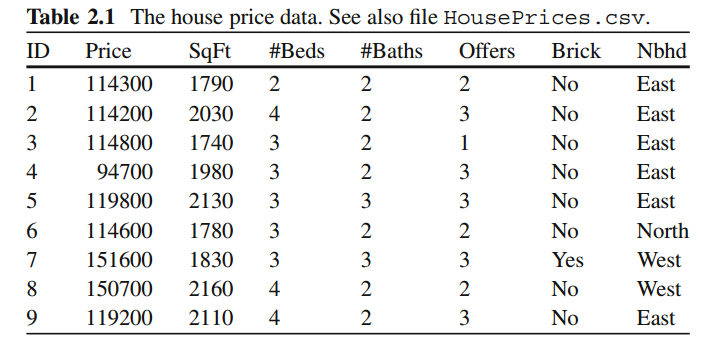 Table 2.1 The house price data. See also file HousePrices.csv.
ID Price SqFt #Beds #Baths Offers Brick Nbhd
1 114300 1790 2 2 2 No East
2 114200 2030 4 2 3 No East
3 114800 1740 3 2 1 No East
4 94700 1980 3 2 3 No East
5 119800 2130 3 3 3 No East
6 114600 1780 3 2 2 No North
7 151600 1830 3 3 3 Yes West
8 150700 2160 4 2 2 No West
9 119200 2110 4 2 3 No East